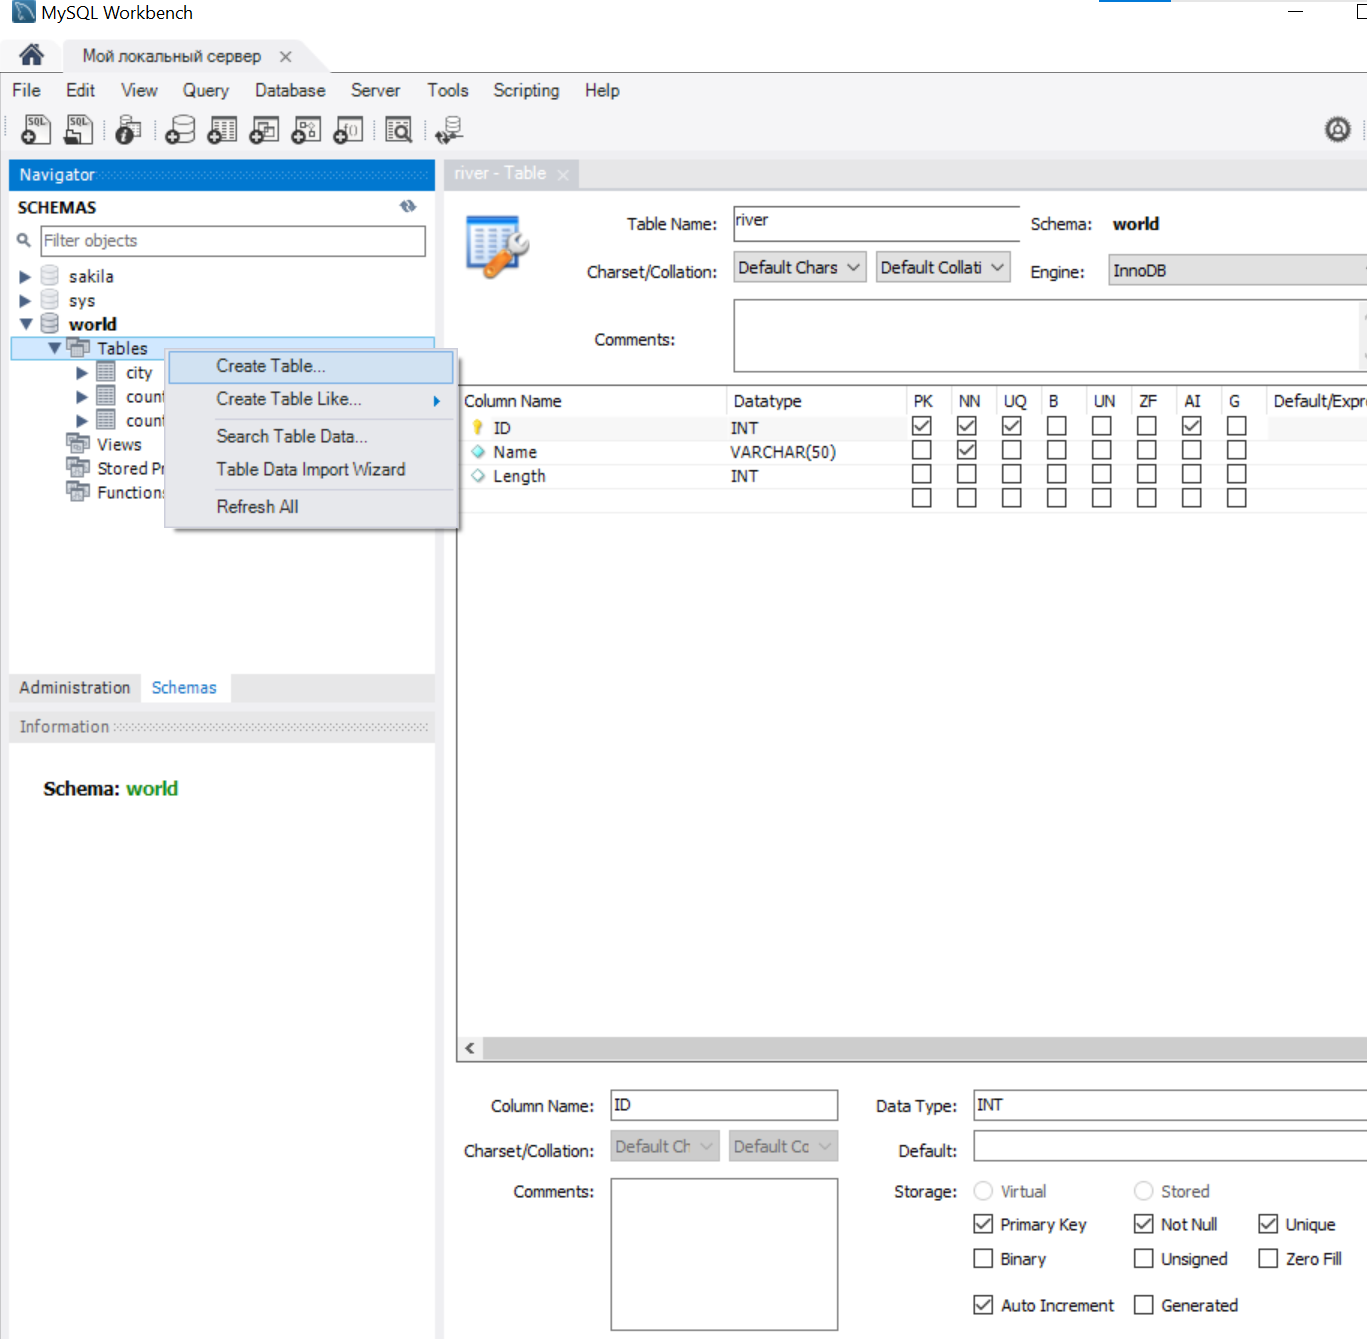 MySQL Workbench
Мой локальный сервер
File Edit View Query Database Server Tools Scripting Help
Navigator
SCHEMAS
Filter objects
sakila
sys
world
Tables
city
coun
coun
Views
Stored Pr
Function
Create Table...
Create Table Like...
Search Table Data...
Table Data Import Wizard
Refresh All
Administration Schemas
Information
Schema: world
river - Table
Table Name: river Schema: world
Charset/Collation: Default Chars Default Collati Engine: InnoDB
Comments:
Column Name Datatype PK NN UQ B UN ZF AI G Default/Expr
ID INT
Name VARCHAR(50)
Length INT
Column Name: ID Data Type: INT
Charset/Collation: Default Ch Default Cc Default:
Comments: Storage: Virtual Stored
Primary Key Not Null Unique
Binary Unsigned Zero Fill
Auto Increment Generated